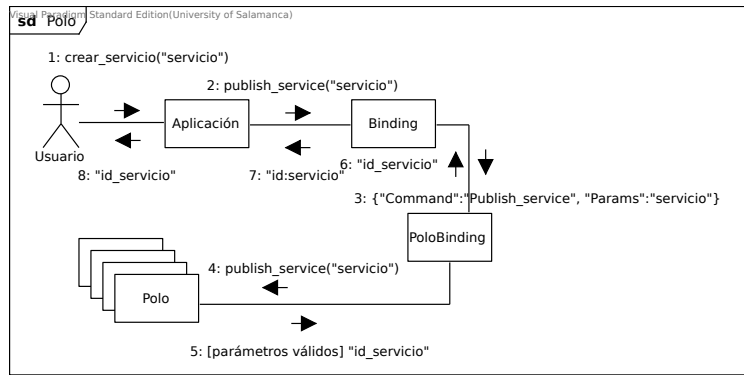 Visual Paradigm Standard Edition(University of Salamanca)
sd Polo
1: crear_servicio("servicio")
2: publish_service("servicio")
Aplicación
Binding
Usuario
6: "id_servicio"
8: "id_servicio"
7: "id:servicio"
3: {"Command":"Publish_service", "Params":"servicio"}
PoloBinding
4: publish_service("servicio")
Polo
5: [parámetros válidos] "id_servicio"